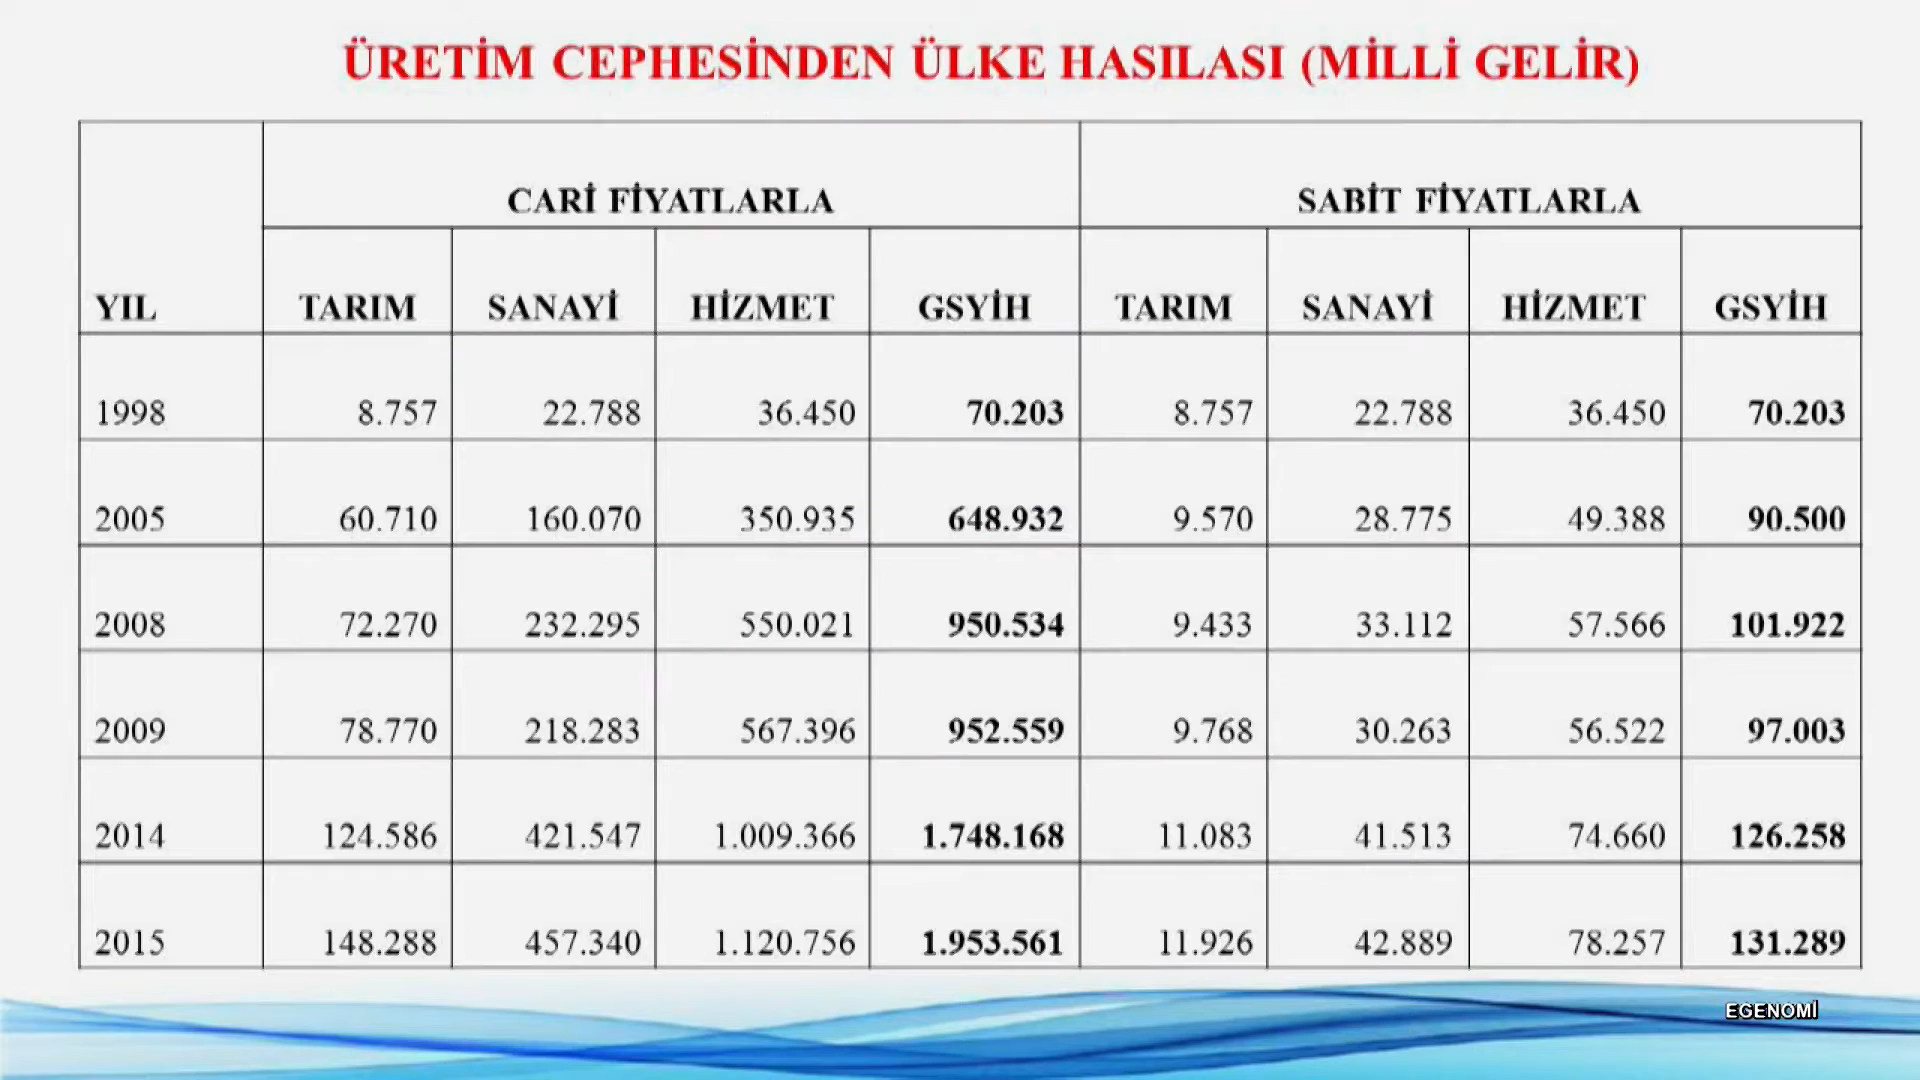 ÜRETİM CEPHESİNDEN ÜLKE HASILASI (MİLLİ GELİR)
CARİ FİYATLARLA SABİT FİYATLARLA
YIL TARIM SANAYİ HİZMET GSYİH TARIM SANAYİ HİZMET GSYİH
1998 8.757 22.788 36.450 70.203 8.757 22.788 36.450 70.203
2005 60.710 160.070 350.935 648.932 9.570 28.775 49.388 90.500
2008 72.270 232.295 550.021 950.534 9.433 33.112 57.566 101.922
2009 78.770 218.283 567.396 952.559 9.768 30.263 56.522 97.003
2014 124.586 421.547 1.009.366 1.748.168 11.083 41.513 74.660 126.258
2015 148.288 457.340 1.120.756 1.953.561 11.926 42.889 78.257 131.289
EGENOMİ